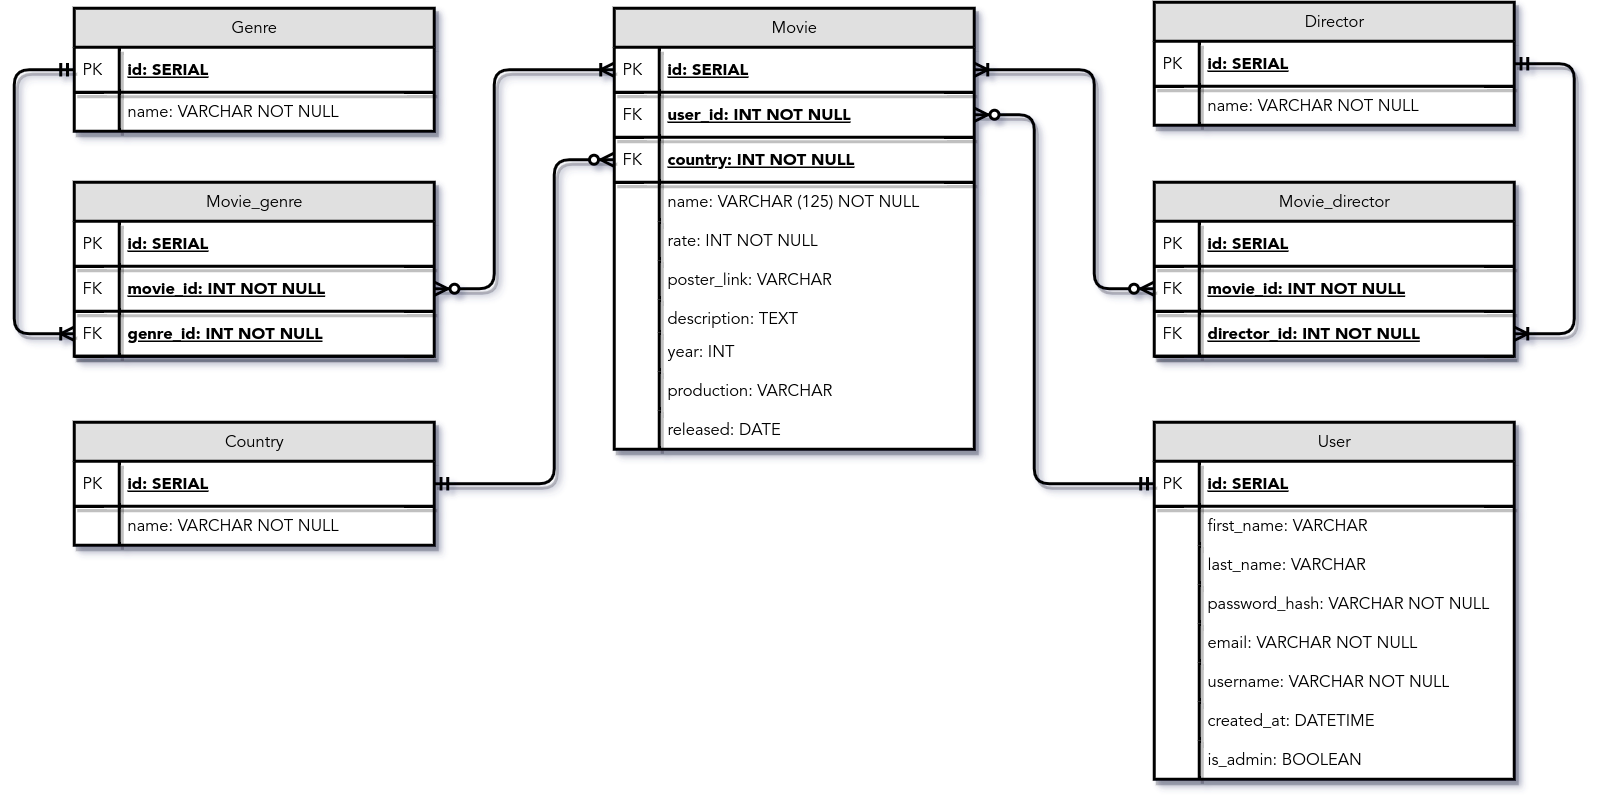 Genre
PK id: SERIAL
name: VARCHAR NOT NULL
Movie_genre
PK id: SERIAL
FK movie_id: INT NOT NULL
FK genre_id: INT NOT NULL
Country
PK id: SERIAL
name: VARCHAR NOT NULL
Movie
PK id: SERIAL
FK user_id: INT NOT NULL
FK country: INT NOT NULL
name: VARCHAR (125) NOT NULL
rate: INT NOT NULL
poster_link: VARCHAR
description: TEXT
year: INT
production: VARCHAR
released: DATE
Director
PK id: SERIAL
name: VARCHAR NOT NULL
Movie_director
PK id: SERIAL
FK movie_id: INT NOT NULL
FK director_id: INT NOT NULL
User
PK id: SERIAL
first_name: VARCHAR
last_name: VARCHAR
password_hash: VARCHAR NOT NULL
email: VARCHAR NOT NULL
username: VARCHAR NOT NULL
created_at: DATETIME
is_admin: BOOLEAN